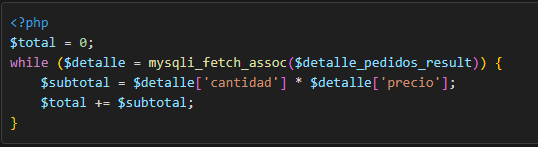 <?php
$total = 0;
while ($detalle = mysqli_fetch_assoc($detalle_pedidos_result)) {
    $subtotal = $detalle['cantidad'] * $detalle['precio'];
    $total += $subtotal;
}